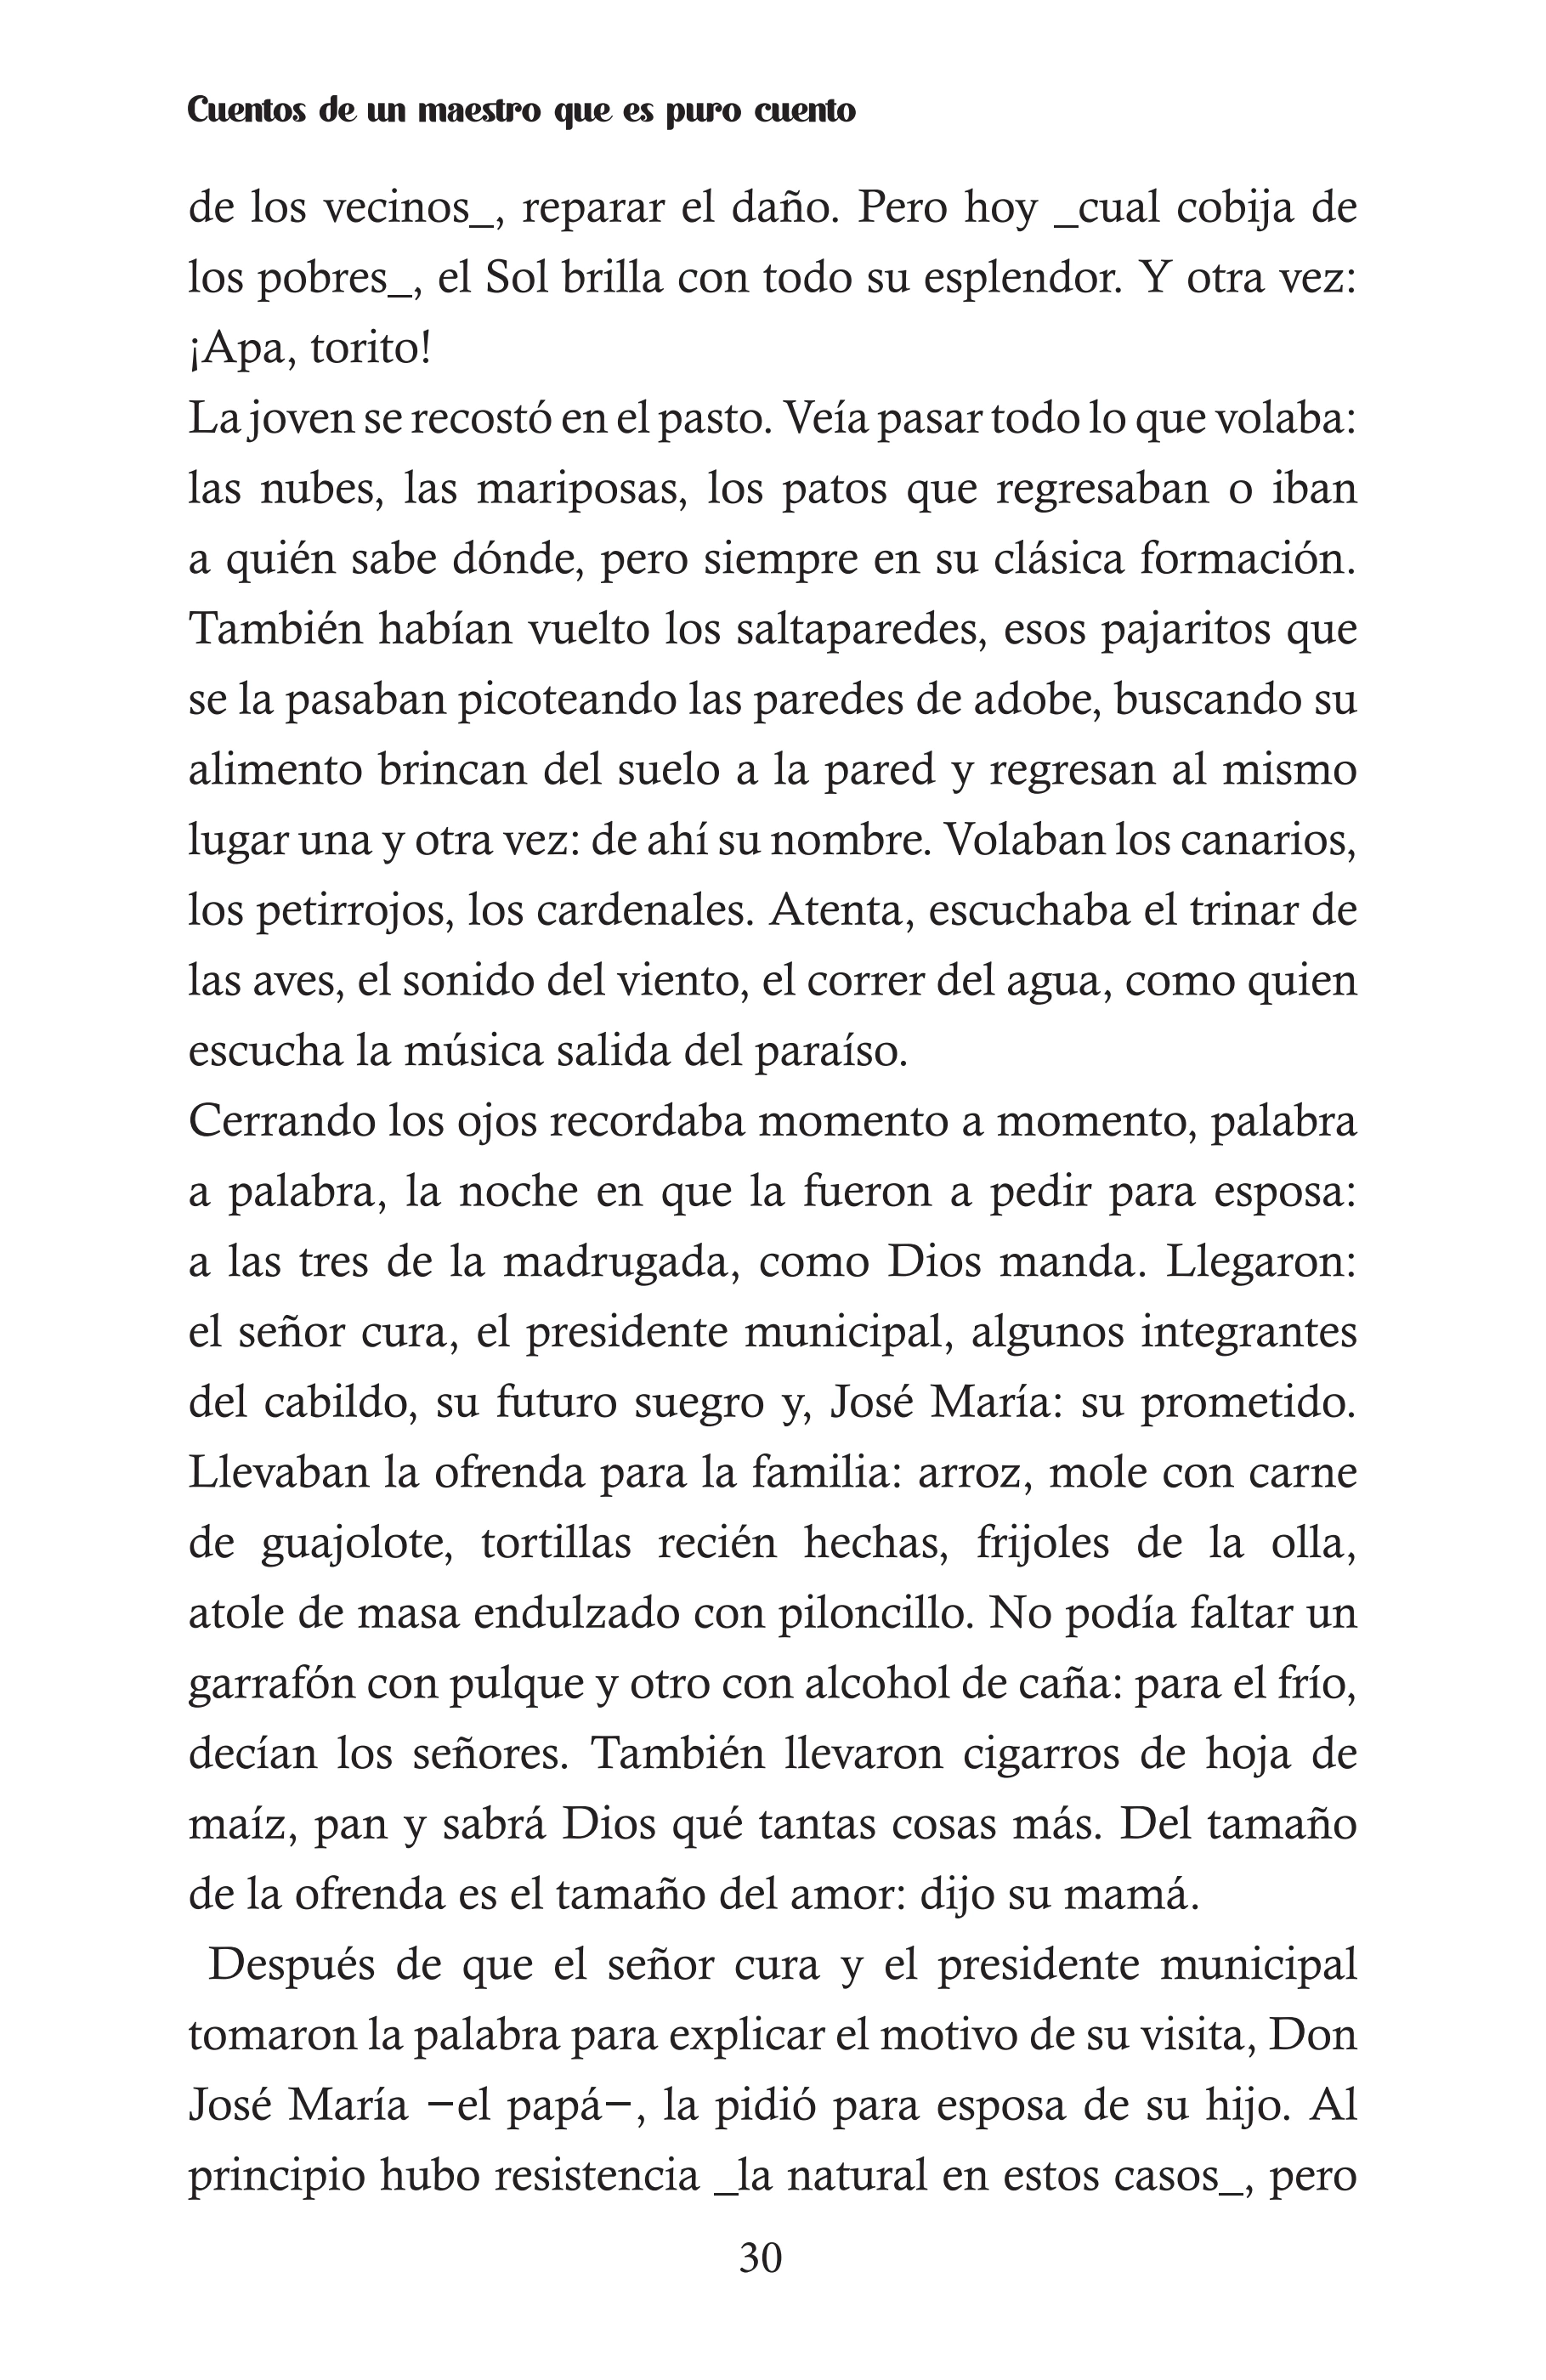 Cuentos de un maestro que es puro cuento
de los vecinos_, reparar el daño. Pero hoy _cual cobija de
los pobres_, el Sol brilla con todo su esplendor. Y otra vez:
¡Apa, torito!
La joven se recostó en el pasto. Veía pasar todo lo que volaba:
las nubes, las mariposas, los patos que regresaban o iban
a quién sabe dónde, pero siempre en su clásica formación.
También habían vuelto los saltaparedes, esos pajaritos que
se la pasaban picoteando las paredes de adobe, buscando su
alimento brincan del suelo a la pared y regresan al mismo
lugar una y otra vez: de ahí su nombre. Volaban los canarios,
los petirrojos, los cardenales. Atenta, escuchaba el trinar de
las aves, el sonido del viento, el correr del agua, como quien
escucha la música salida del paraíso.
Cerrando los ojos recordaba momento a momento, palabra
a palabra, la noche en que la fueron a pedir para esposa:
a las tres de la madrugada, como Dios manda. Llegaron:
el señor cura, el presidente municipal, algunos integrantes
del cabildo, su futuro suegro y, José María: su prometido.
Llevaban la ofrenda para la familia: arroz, mole con carne
de guajolote, tortillas recién hechas, frijoles de la olla,
atole de masa endulzado con piloncillo. No podía faltar un
garrafón con pulque y otro con alcohol de caña: para el frío,
decían los señores. También llevaron cigarros de hoja de
maíz, pan y sabrá Dios qué tantas cosas más. Del tamaño
de la ofrenda es el tamaño del amor: dijo su mamá.
Después de que el señor cura y el presidente municipal
tomaron la palabra para explicar el motivo de su visita, Don
José María −el papá−, la pidió para esposa de su hijo. Al
principio hubo resistencia _la natural en estos casos_, pero
30